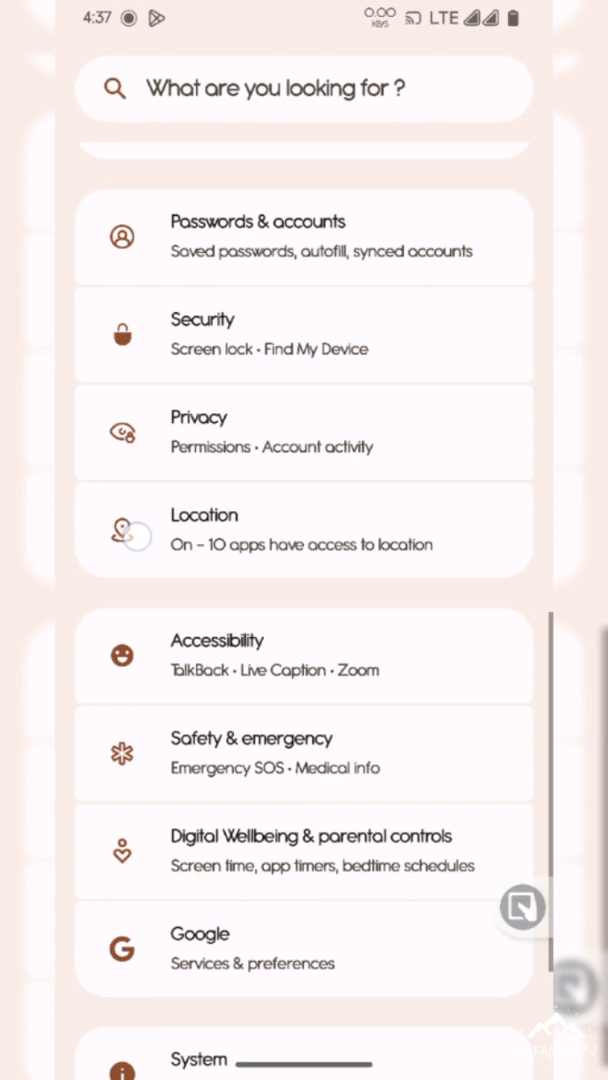 4:37 0.00 KB/S LTE
What are you looking for ?
Passwords & accounts
Saved passwords, autofill, synced accounts
Security
Screen lock • Find My Device
Privacy
Permissions • Account activity
Location
On – 10 apps have access to location
Accessibility
TalkBack • Live Caption • Zoom
Safety & emergency
Emergency SOS • Medical info
Digital Wellbeing & parental controls
Screen time, app timers, bedtime schedules
Google
Services & preferences
System